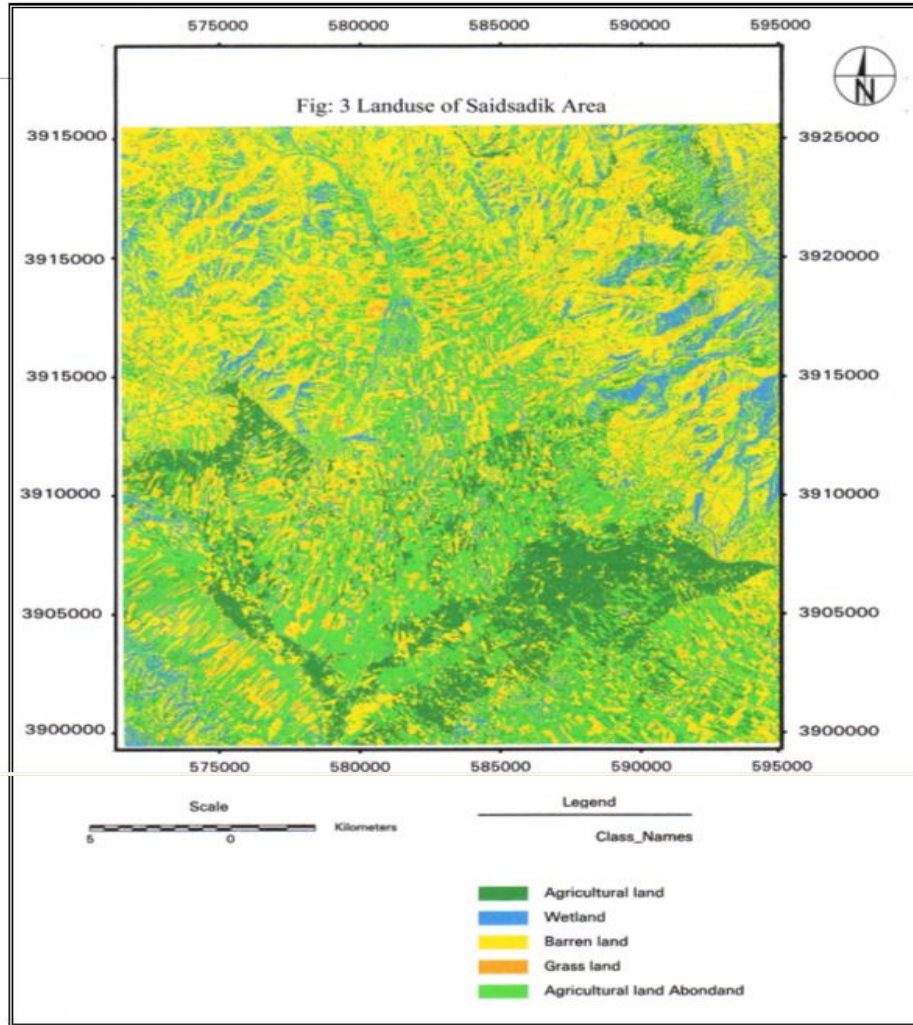 575000 580000 585000 590000 595000
N
Fig: 3 Landuse of Saidsadik Area
3915000 3925000
3915000 3920000
3915000 3915000
3910000 3910000
3905000 3905000
3900000 3900000
575000 580000 585000 590000 595000
Scale
Kilometers
5 0
Legend
Class_Names
Agricultural land
Wetland
Barren land
Grass land
Agricultural land Abondand